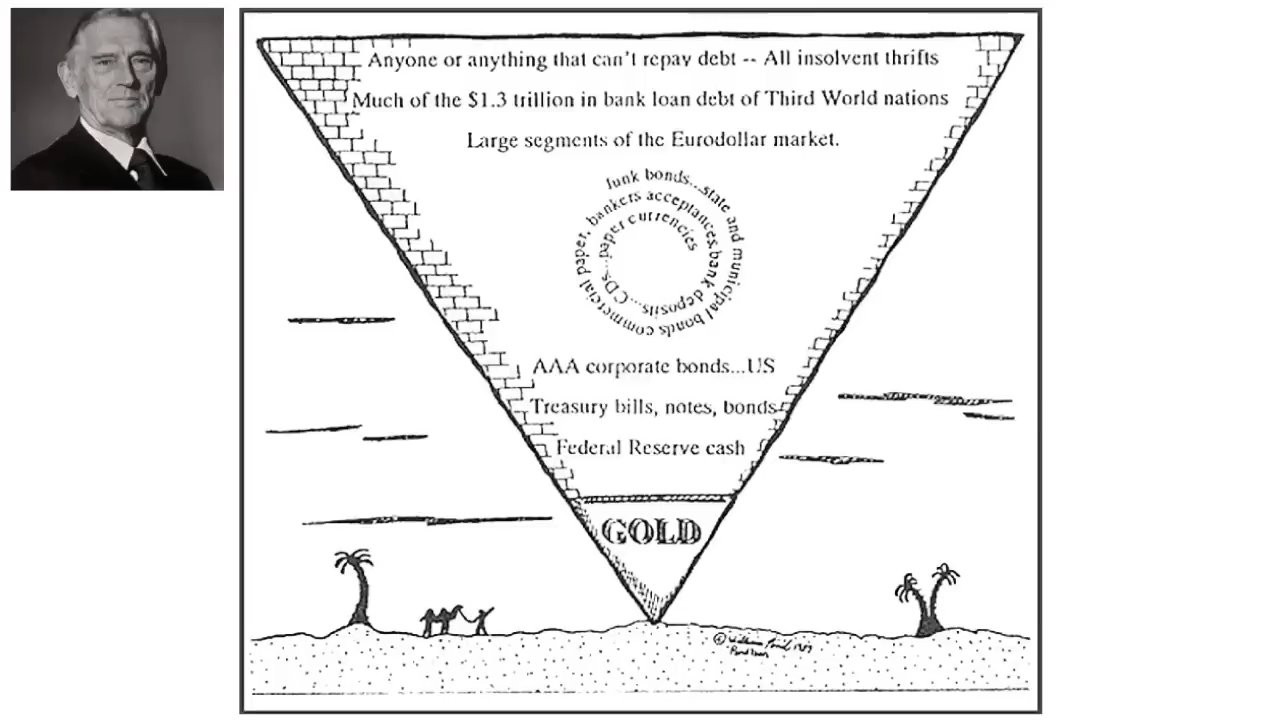 Anyone or anything that can't repay debt -- All insolvent thrifts
Much of the $1.3 trillion in bank loan debt of Third World nations
Large segments of the Eurodollar market.
Junk bonds...state and municipal bonds commercial paper, bankers acceptances, bank deposits...CDs...paper currencies
AAA corporate bonds...US
Treasury bills, notes, bonds
Federal Reserve cash
GOLD
©